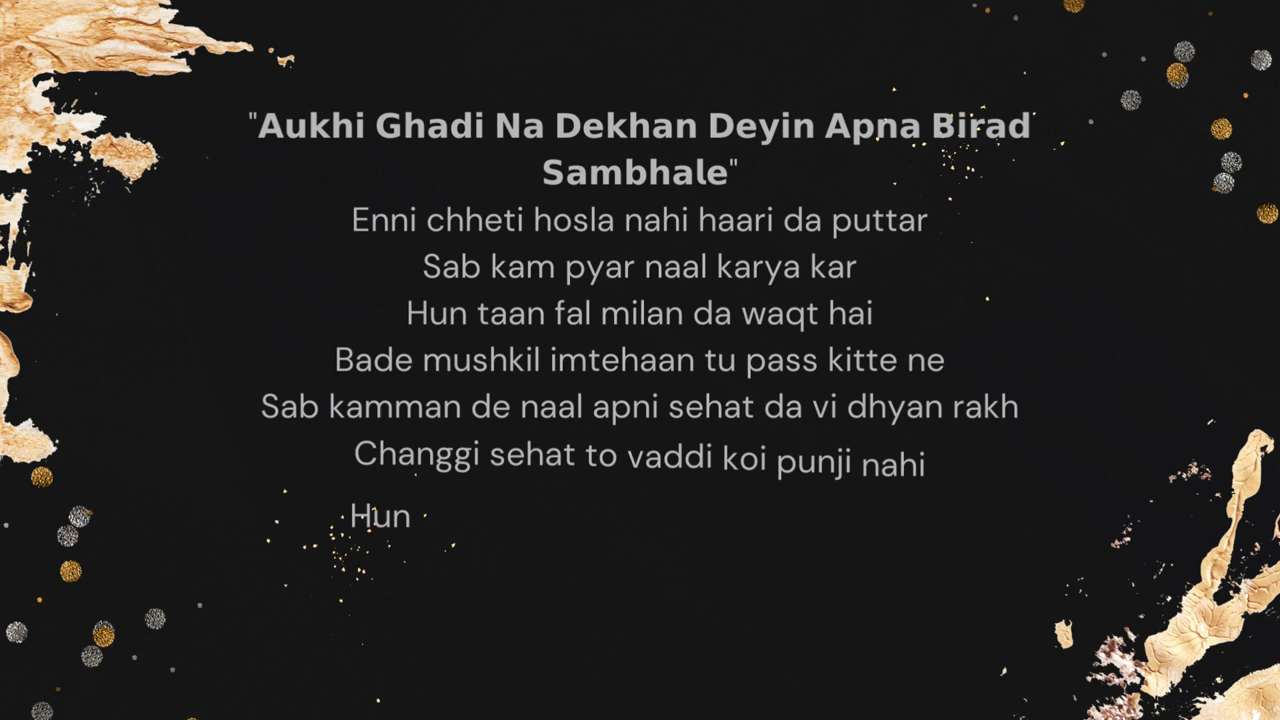 "Aukhi Ghadi Na Dekhan Deyin Apna Birad
Sambhale"
Enni chheti hosla nahi haari da puttar
Sab kam pyar naal karya kar
Hun taan fal milan da waqt hai
Bade mushkil imtehaan tu pass kitte ne
Sab kamman de naal apni sehat da vi dhyan rakh
Changgi sehat to vaddi koi punji nahi
Hun